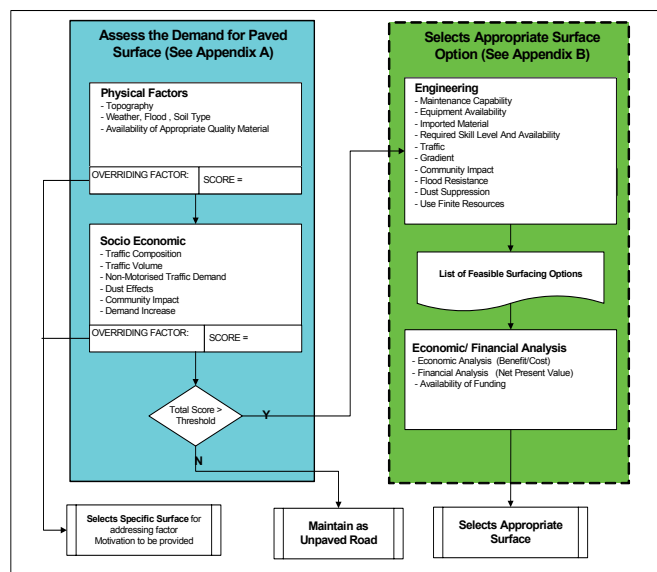 Assess the Demand for Paved
Surface (See Appendix A)
Physical Factors
- Topography
- Weather, Flood , Soil Type
- Availability of Appropriate Quality Material
OVERRIDING FACTOR:
SCORE =
Socio Economic
- Traffic Composition
- Traffic Volume
- Non-Motorised Traffic Demand
- Dust Effects
- Community Impact
- Demand Increase
OVERRIDING FACTOR:
SCORE =
Total Score >
Threshold
Y
N
Selects Specific Surface for
addressing factor
Motivation to be provided
Maintain as
Unpaved Road
Selects Appropriate Surface
Option (See Appendix B)
Engineering
- Maintenance Capability
- Equipment Availability
- Imported Material
- Required Skill Level And Availability
- Traffic
- Gradient
- Community Impact
- Flood Resistance
- Dust Suppression
- Use Finite Resources
List of Feasible Surfacing Options
Economic/ Financial Analysis
- Economic Analysis (Benefit/Cost)
- Financial Analysis (Net Present Value)
- Availability of Funding
Selects Appropriate
Surface